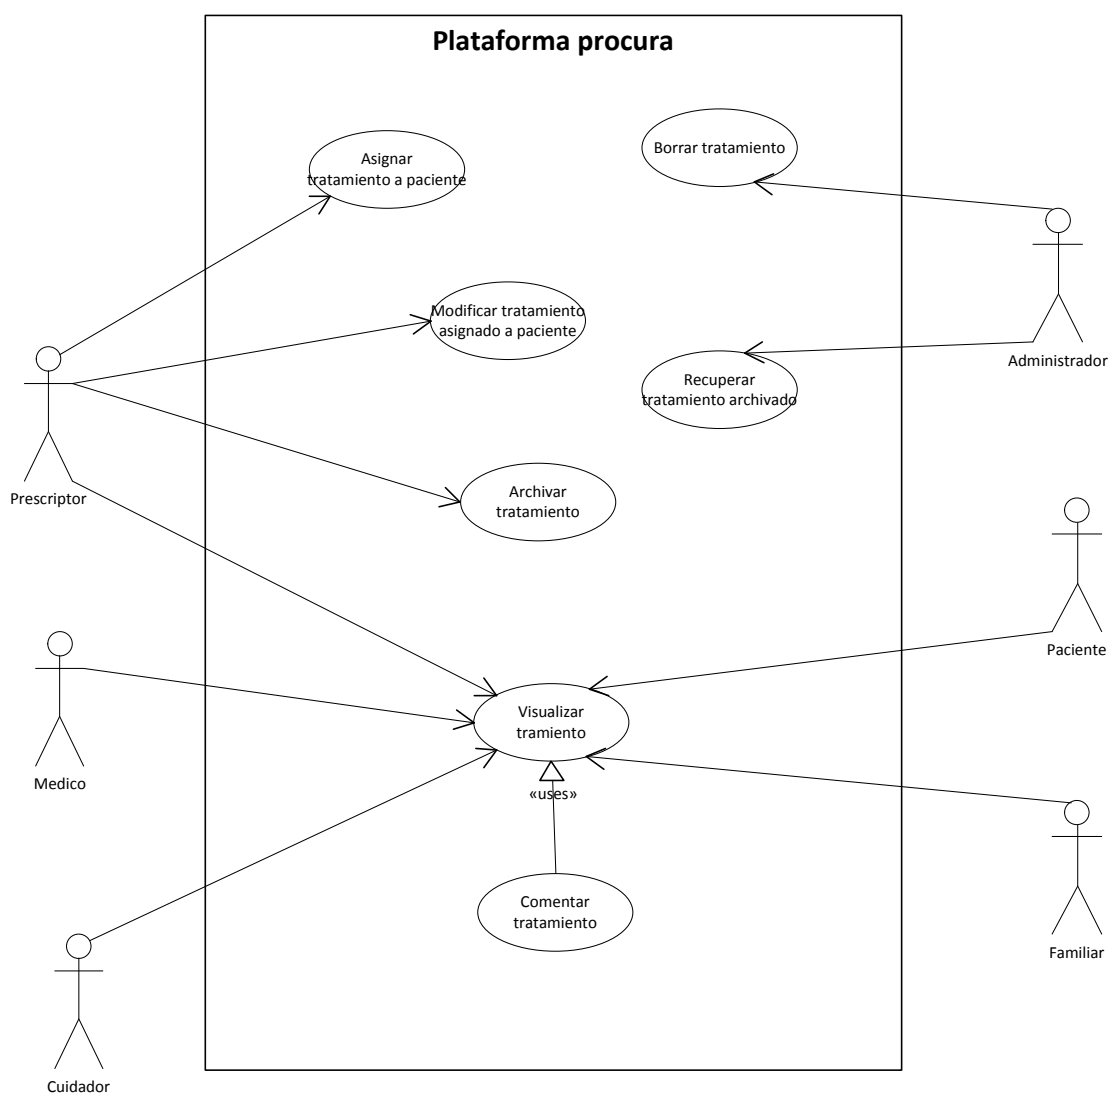 Plataforma procura
Asignar
tratamiento a paciente
Borrar tratamiento
Modificar tratamiento
asignado a paciente
Administrador
Recuperar
tratamiento archivado
Prescriptor
Archivar
tratamiento
Paciente
Visualizar
tramiento
Medico
«uses»
Comentar
tratamiento
Familiar
Cuidador